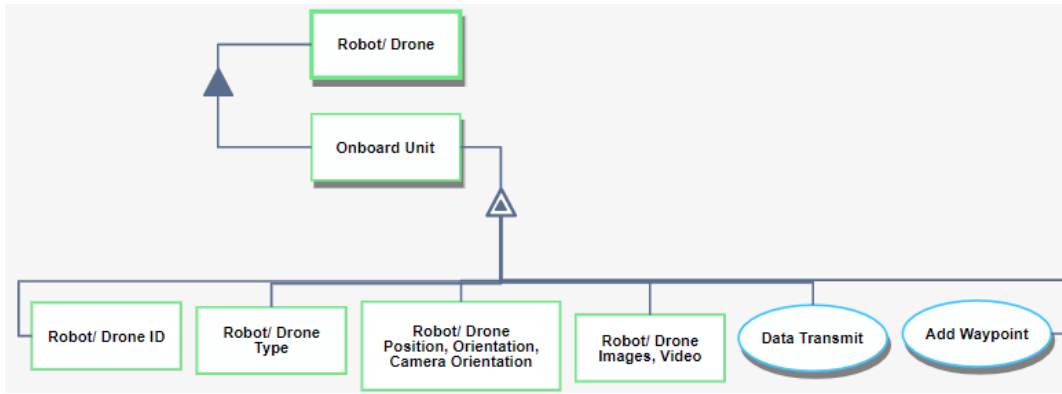 Robot/ Drone
Onboard Unit
Robot/ Drone ID
Robot/ Drone
Type
Robot/ Drone
Position, Orientation,
Camera Orientation
Robot/ Drone
Images, Video
Data Transmit
Add Waypoint